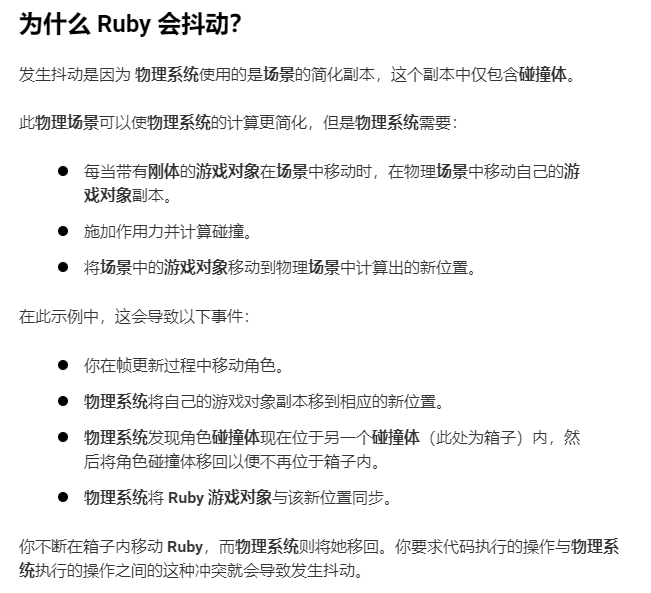 为什么 Ruby 会抖动？
发生抖动是因为 物理系统使用的是场景的简化副本，这个副本中仅包含碰撞体。
此物理场景可以使物理系统的计算更简化，但是物理系统需要：
● 每当带有刚体的游戏对象在场景中移动时，在物理场景中移动自己的游
戏对象副本。
● 施加作用力并计算碰撞。
● 将场景中的游戏对象移动到物理场景中计算出的新位置。
在此示例中，这会导致以下事件：
● 你在帧更新过程中移动角色。
● 物理系统将自己的游戏对象副本移到相应的新位置。
● 物理系统发现角色碰撞体现在位于另一个碰撞体（此处为箱子）内，然
后将角色碰撞体移回以便不再位于箱子内。
● 物理系统将 Ruby 游戏对象与该新位置同步。
你不断在箱子内移动 Ruby，而物理系统则将她移回。你要求代码执行的操作与物理系
统执行的操作之间的这种冲突就会导致发生抖动。